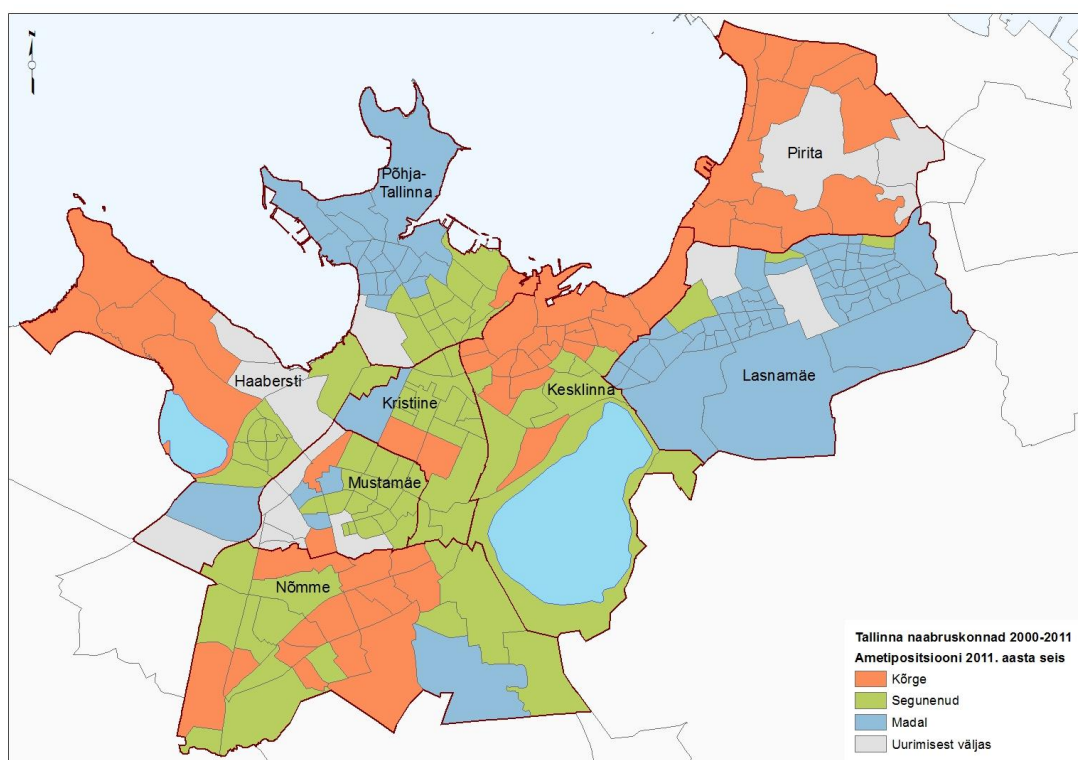 N
Pirita
Põhja-
Tallinna
Haabersti
Kristiine
Kesklinna
Lasnamäe
Mustamäe
Nõmme
Tallinna naabruskonnad 2000-2011
Ametipositsiooni 2011. aasta seis
Kõrge
Segunenud
Madal
Uurimisest väljas